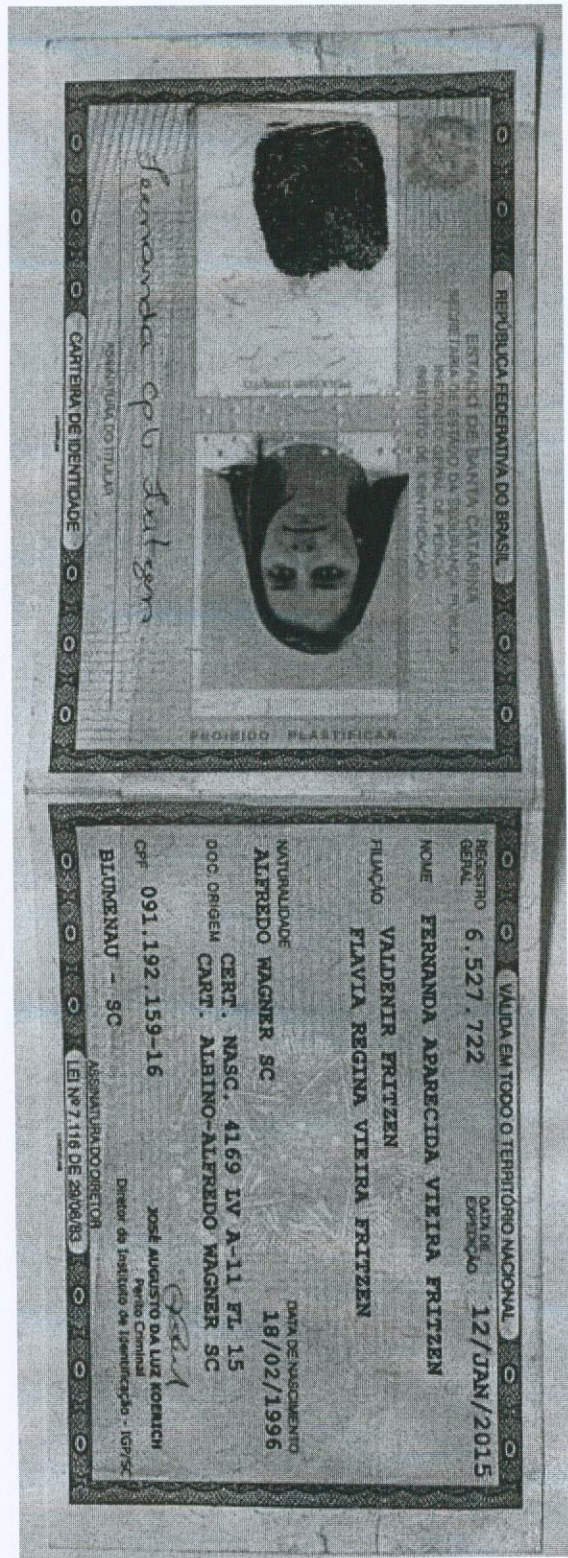 REPÚBLICA FEDERATIVA DO BRASIL
ESTADO DE SANTA CATARINA
SECRETARIA DE ESTADO DA SEGURANÇA PÚBLICA
INSTITUTO GERAL DE PERÍCIA
INSTITUTO DE IDENTIFICAÇÃO
PROIBIDO PLASTIFICAR
ASSINATURA DO TITULAR
CARTEIRA DE IDENTIDADE
VÁLIDA EM TODO O TERRITÓRIO NACIONAL
REGISTRO GERAL 6.527.722 DATA DE EXPEDIÇÃO 12/JAN/2015
NOME FERNANDA APARECIDA VIEIRA FRITZEN
FILIAÇÃO VALDENIR FRITZEN
FLAVIA REGINA VIEIRA FRITZEN
NATURALIDADE DATA DE NASCIMENTO
ALFREDO WAGNER SC 18/02/1996
DOC ORIGEM CERT. NASC. 4169 LV A-11 FL 15
CART. ALBINO-ALFREDO WAGNER SC
CPF 091.192.159-16
BLUMENAU - SC
JOSÉ AUGUSTO DA LUZ KOERICH
Perito Criminal
Diretor do Instituto de Identificação - IGP/SC
ASSINATURA DO DIRETOR
LEI Nº 7.116 DE 29/08/83